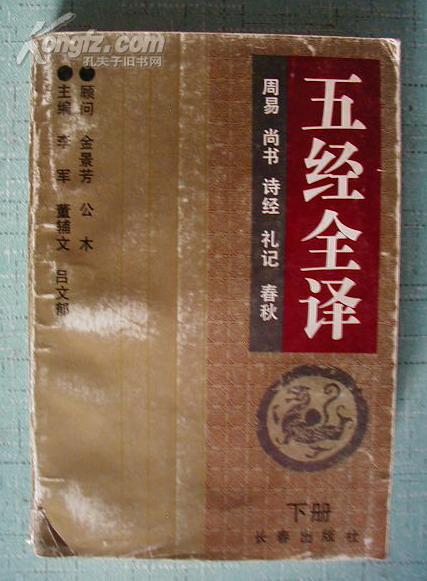 Kongfz.com
孔夫子旧书网
五经全译
周易 尚书 诗经 礼记 春秋
●顾问 金景芳 公木
●主编 李军 董辅文 吕文郁
下册
长春出版社